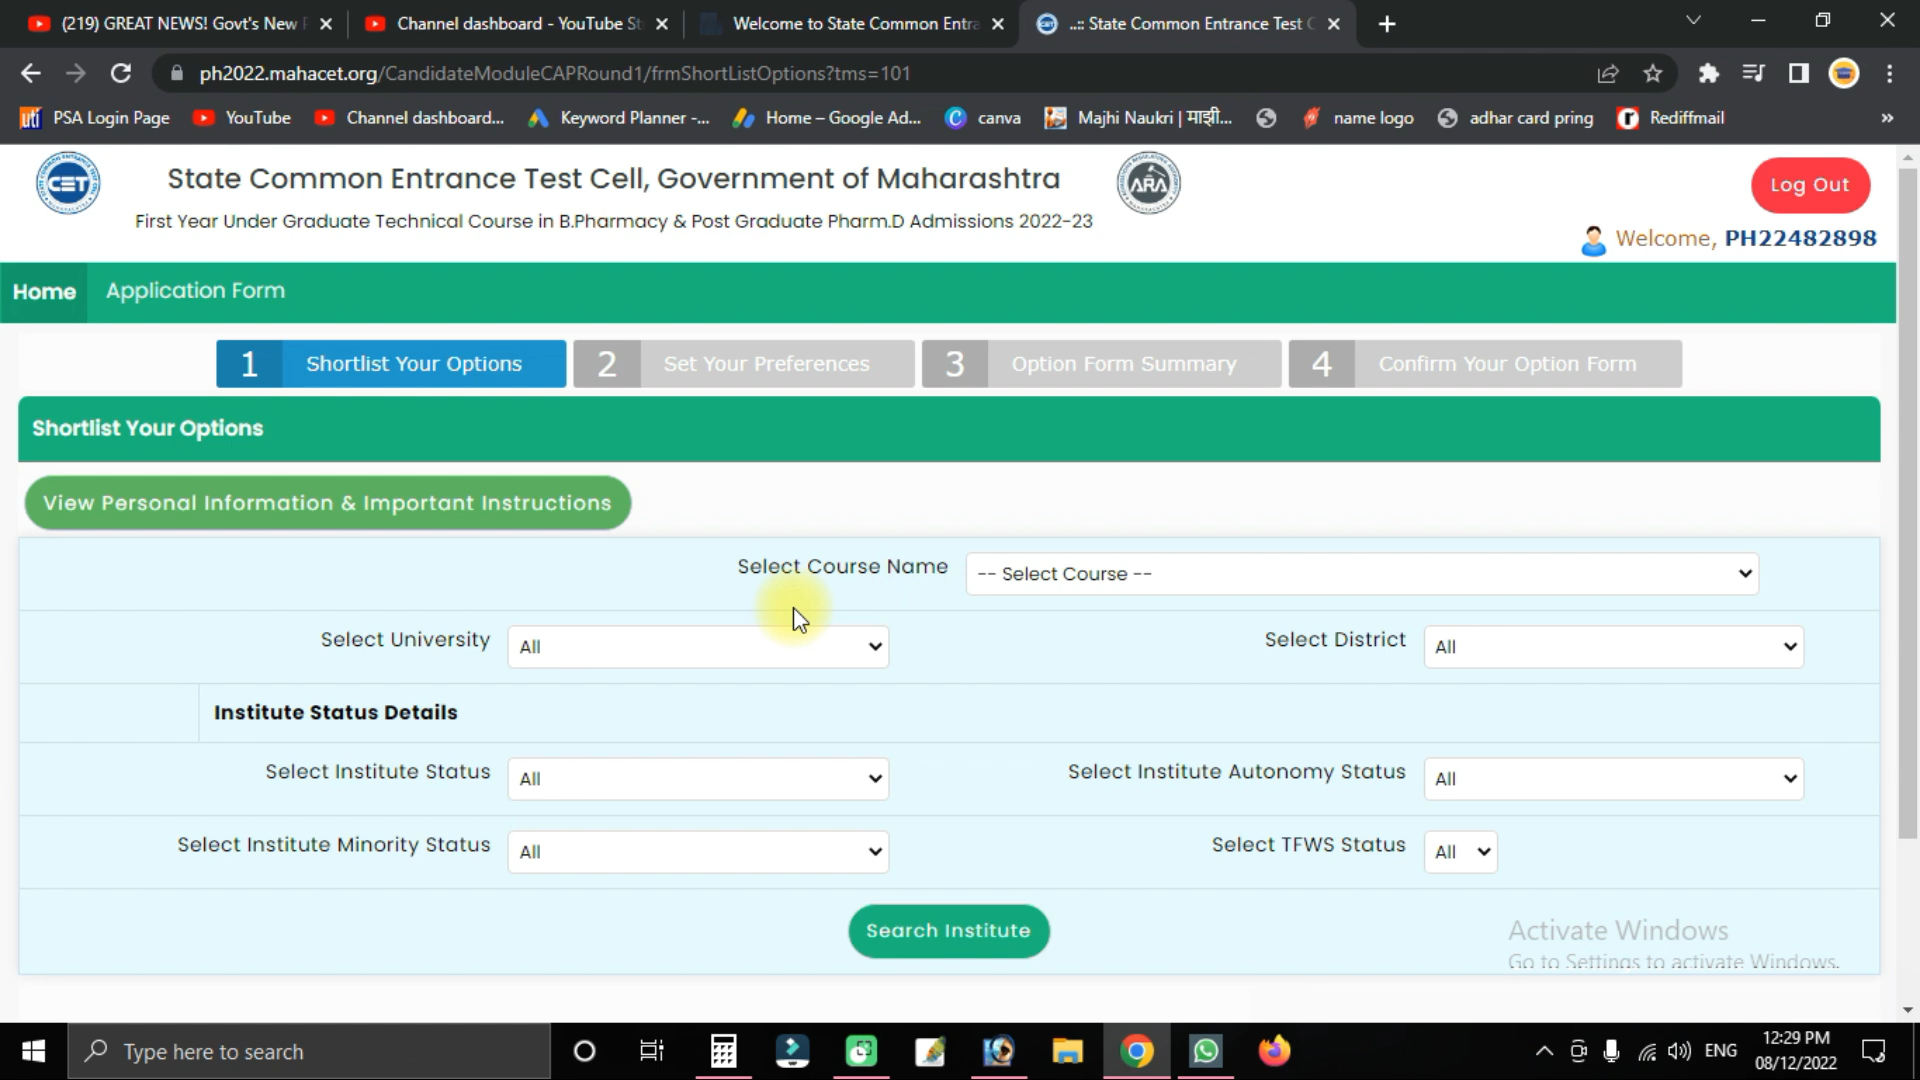 (219) GREAT NEWS! Govt's New
Channel dashboard - YouTube St
Welcome to State Common Entra
..:: State Common Entrance Test C
ph2022.mahacet.org/CandidateModuleCAPRound1/frmShortListOptions?tms=101
uti PSA Login Page
YouTube
Channel dashboard...
Keyword Planner -...
Home – Google Ad...
canva
Majhi Naukri | माझी...
name logo
adhar card pring
Rediffmail
»
CET
State Common Entrance Test Cell, Government of Maharashtra
ARA
Log Out
First Year Under Graduate Technical Course in B.Pharmacy & Post Graduate Pharm.D Admissions 2022-23
Welcome, PH22482898
Home Application Form
1 Shortlist Your Options
2 Set Your Preferences
3 Option Form Summary
4 Confirm Your Option Form
Shortlist Your Options
View Personal Information & Important Instructions
Select Course Name -- Select Course --
Select University All
Select District All
Institute Status Details
Select Institute Status All
Select Institute Autonomy Status All
Select Institute Minority Status All
Select TFWS Status All
Search Institute
Activate Windows
Go to Settings to activate Windows.
Type here to search
ENG
12:29 PM
08/12/2022